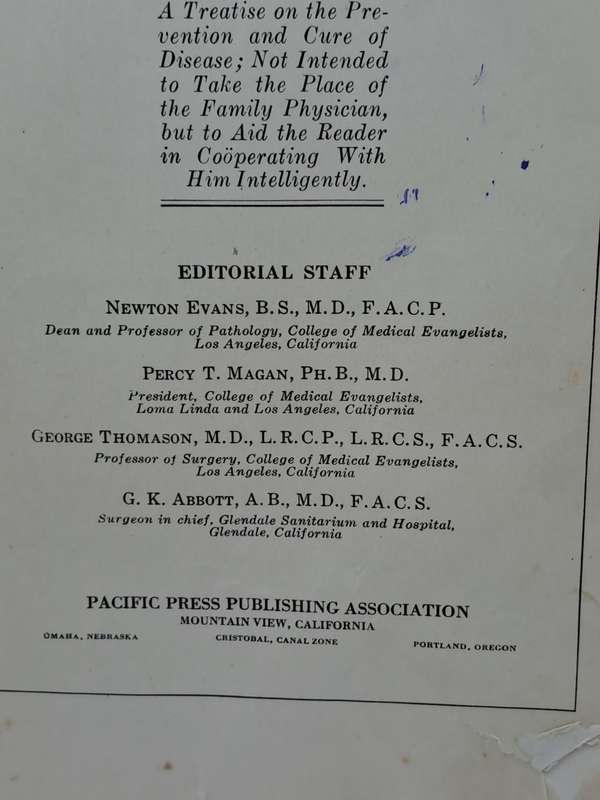 A Treatise on the Pre-
vention and Cure of
Disease; Not Intended
to Take the Place of
the Family Physician,
but to Aid the Reader
in Coöperating With
Him Intelligently.
EDITORIAL STAFF
NEWTON EVANS, B.S., M.D., F.A.C.P.
Dean and Professor of Pathology, College of Medical Evangelists,
Los Angeles, California
PERCY T. MAGAN, PH.B., M.D.
President, College of Medical Evangelists,
Loma Linda and Los Angeles, California
GEORGE THOMASON, M.D., L.R.C.P., L.R.C.S., F.A.C.S.
Professor of Surgery, College of Medical Evangelists,
Los Angeles, California
G. K. ABBOTT, A.B., M.D., F.A.C.S.
Surgeon in chief, Glendale Sanitarium and Hospital,
Glendale, California
PACIFIC PRESS PUBLISHING ASSOCIATION
MOUNTAIN VIEW, CALIFORNIA
OMAHA, NEBRASKA CRISTOBAL, CANAL ZONE PORTLAND, OREGON